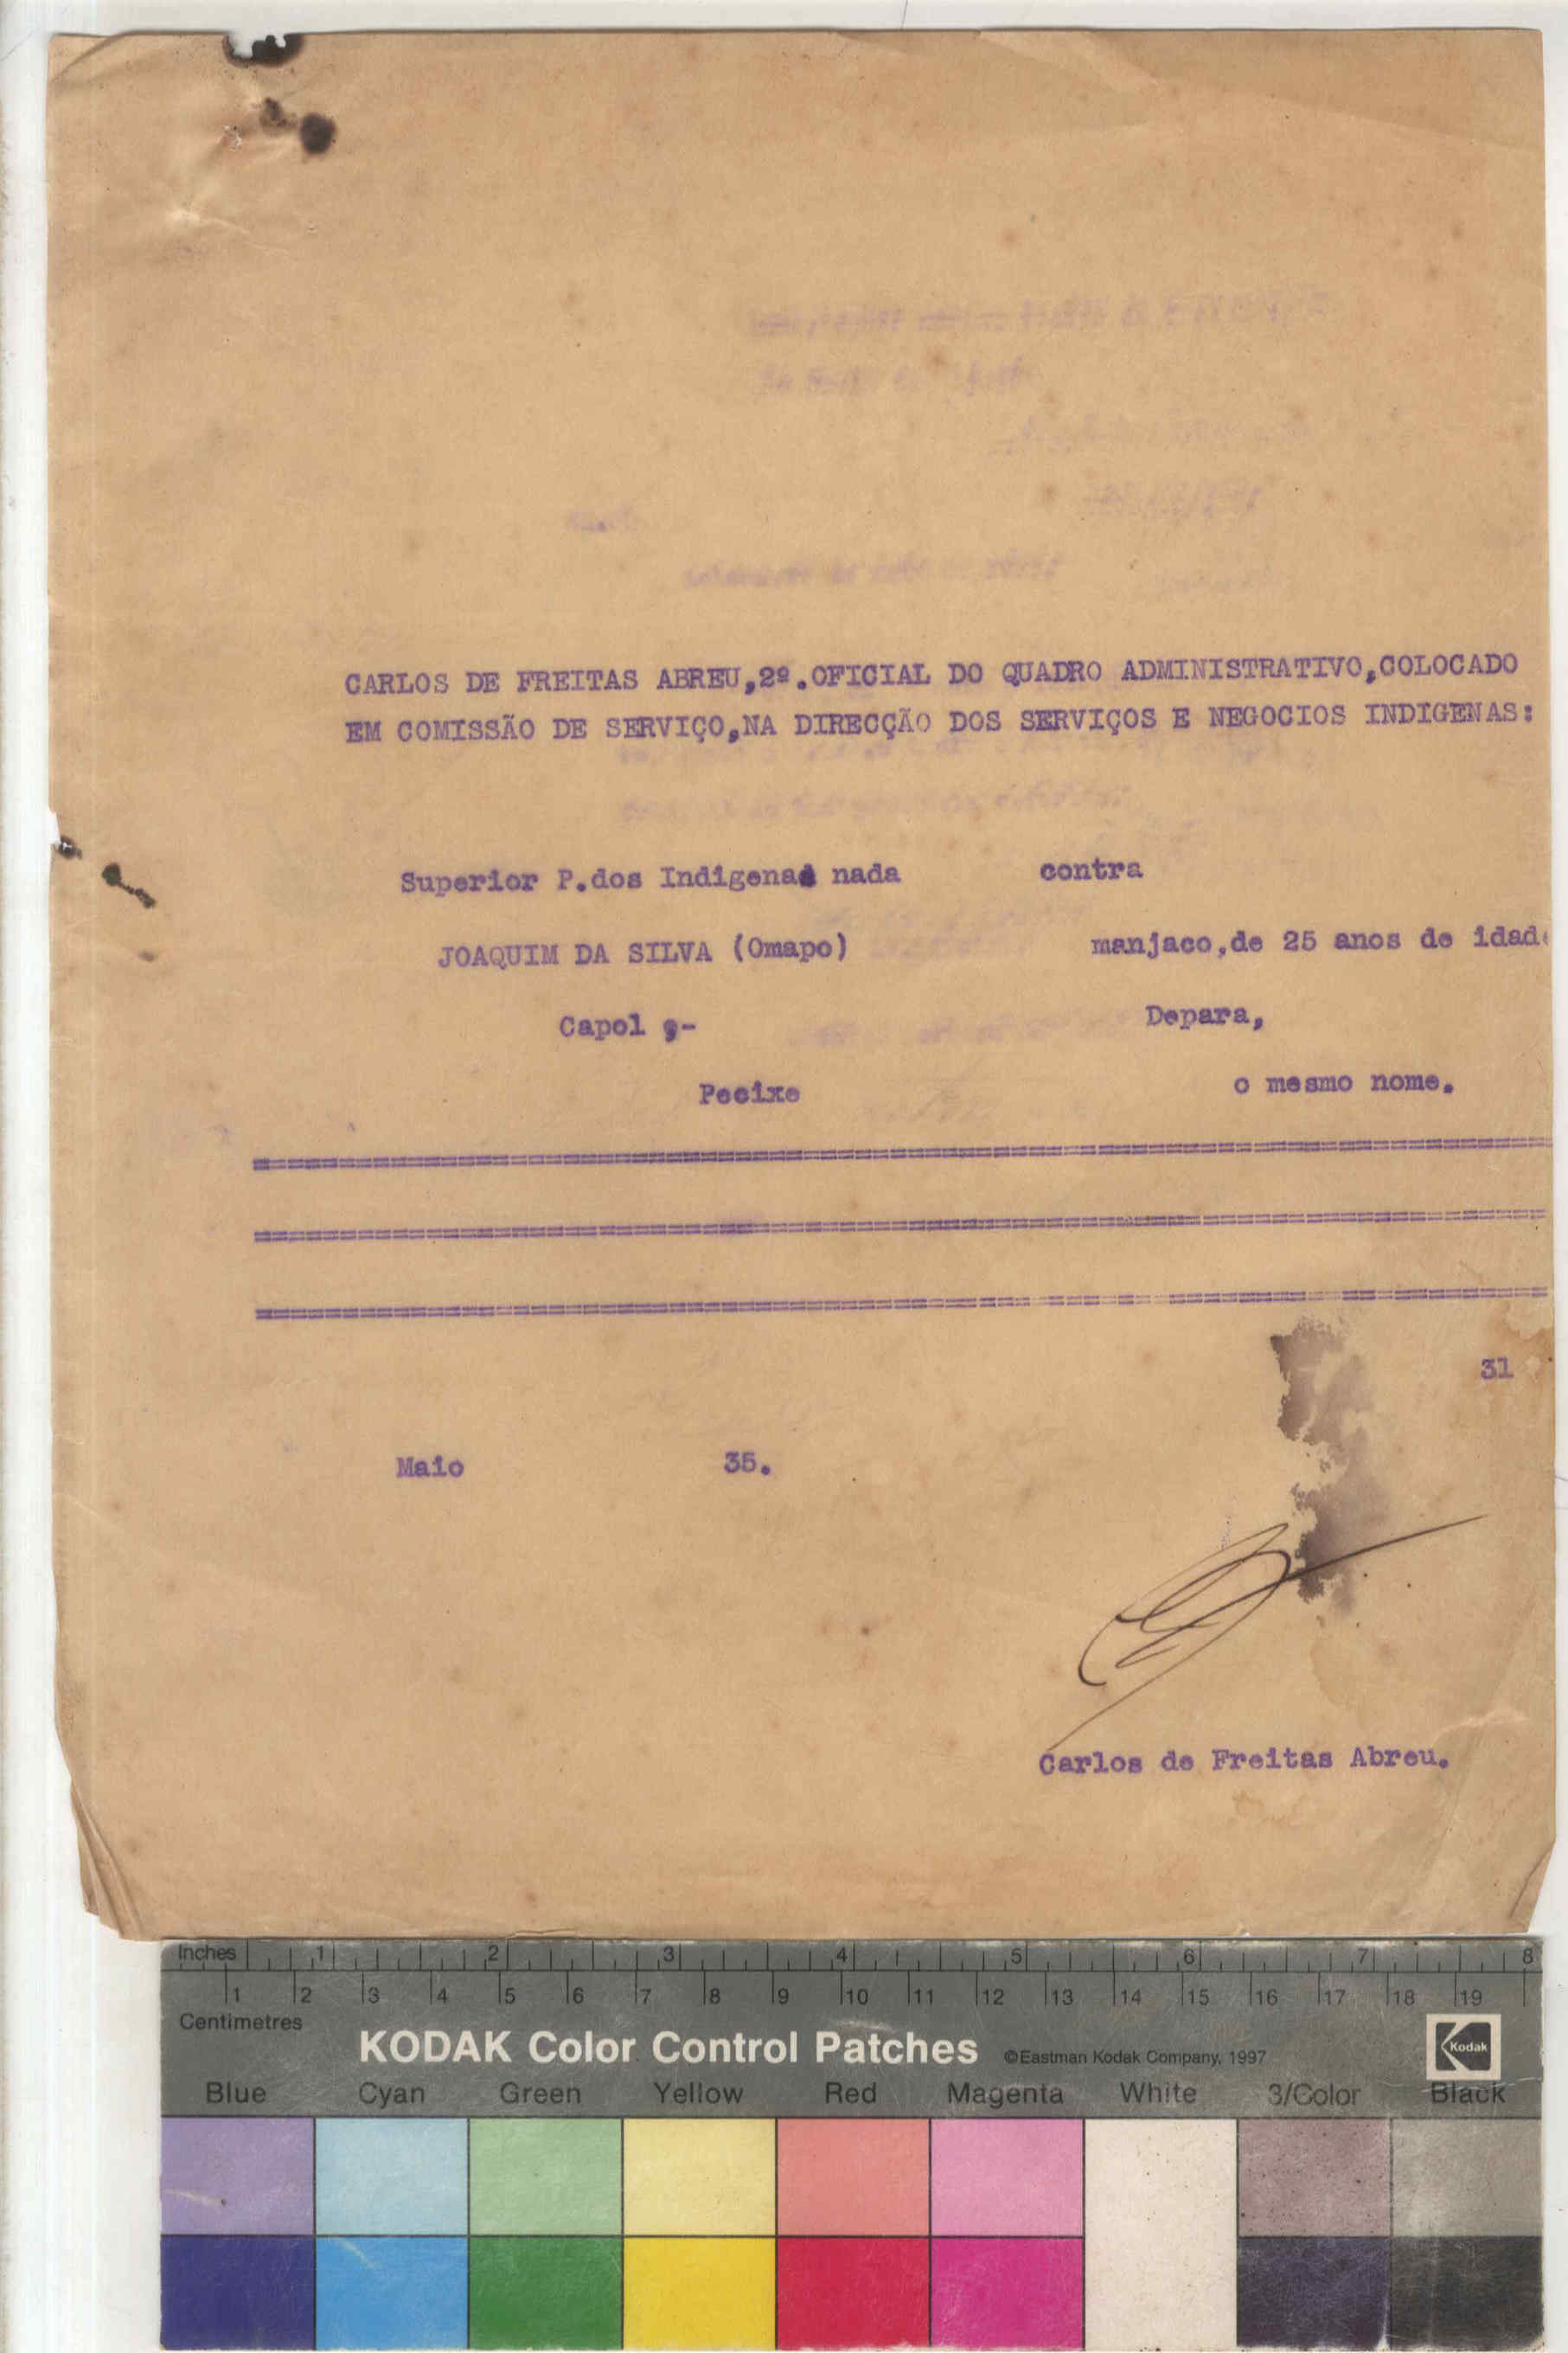 CARLOS DE FREITAS ABREU,2º.OFICIAL DO QUADRO ADMINISTRATIVO,COLOCADO
EM COMISSÃO DE SERVIÇO,NA DIRECÇÃO DOS SERVIÇOS E NEGOCIOS INDIGENAS:
Superior P.dos Indigenas nada contra
JOAQUIM DA SILVA (Omapo) manjaco,de 25 anos de idade
Capol ,- Depara,
Pecixe o mesmo nome.
31
Maio 35.
Carlos de Freitas Abreu.
Inches 1 2 3 4 5 6 7 8
1 2 3 4 5 6 7 8 9 10 11 12 13 14 15 16 17 18 19
Centimetres
KODAK Color Control Patches ©Eastman Kodak Company, 1997 Kodak
Blue Cyan Green Yellow Red Magenta White 3/Color Black